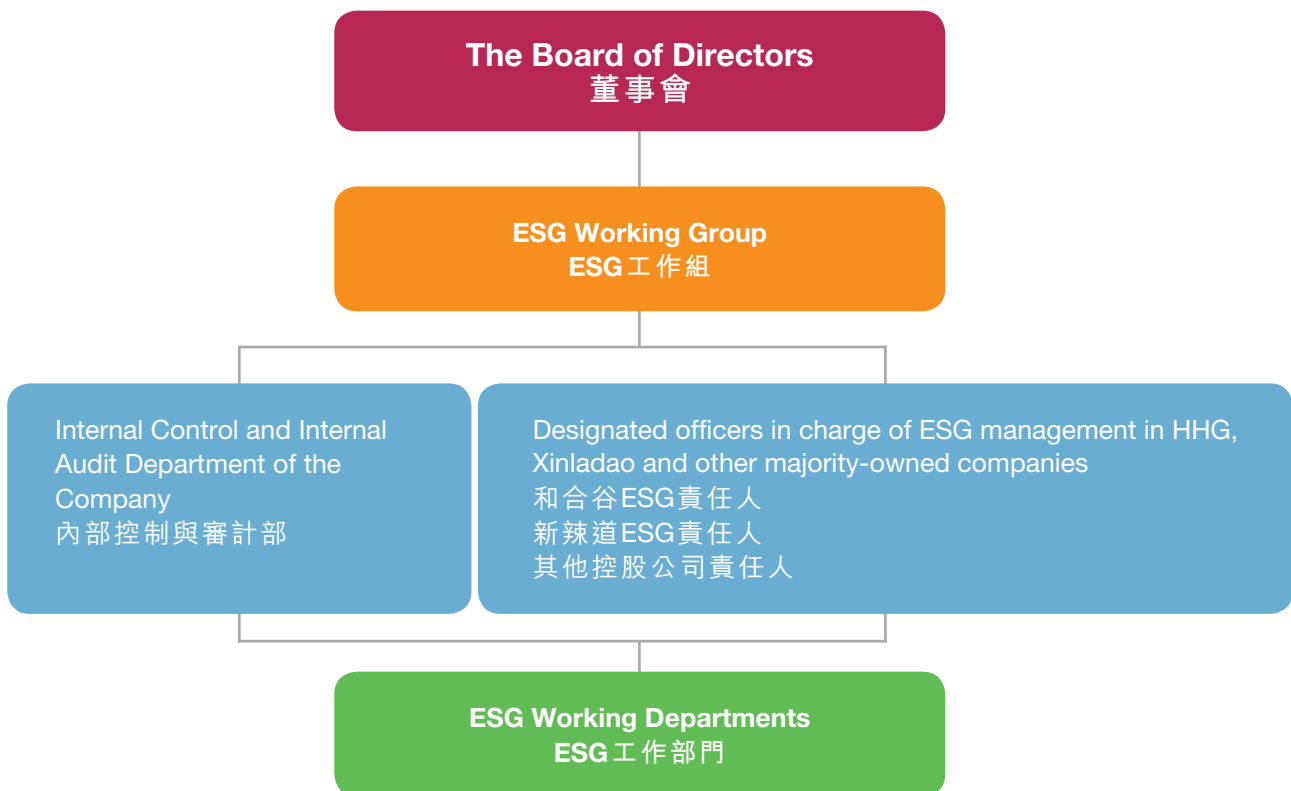 The Board of Directors
董事會
ESG Working Group
ESG工作組
Internal Control and Internal
Audit Department of the
Company
內部控制與審計部
Designated officers in charge of ESG management in HHG,
Xinladao and other majority-owned companies
和合谷ESG責任人
新辣道ESG責任人
其他控股公司責任人
ESG Working Departments
ESG工作部門